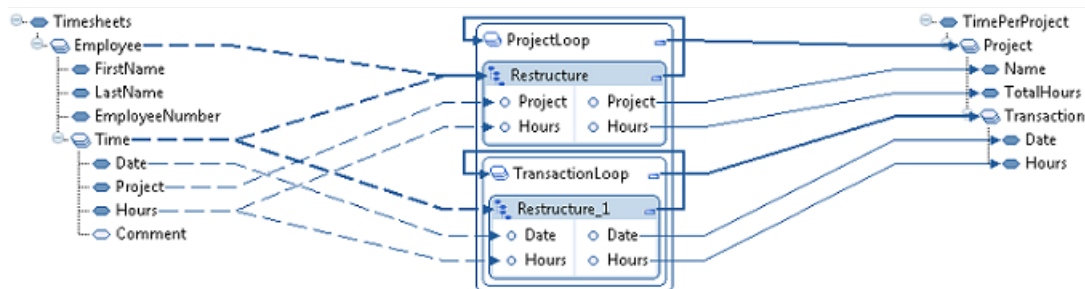 Timesheets
Employee
FirstName
LastName
EmployeeNumber
Time
Date
Project
Hours
Comment
ProjectLoop
Restructure
Project Project
Hours Hours
TransactionLoop
Restructure_1
Date Date
Hours Hours
TimePerProject
Project
Name
TotalHours
Transaction
Date
Hours